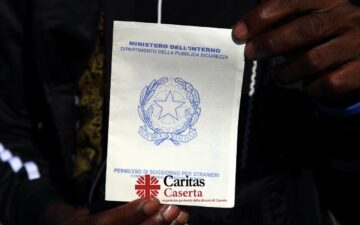 MINISTERO DELL'INTERNO
DIPARTIMENTO DELLA PUBBLICA SICUREZZA
PERMESSO DI SOGGIORNO PER STRANIERI
Caritas
Caserta